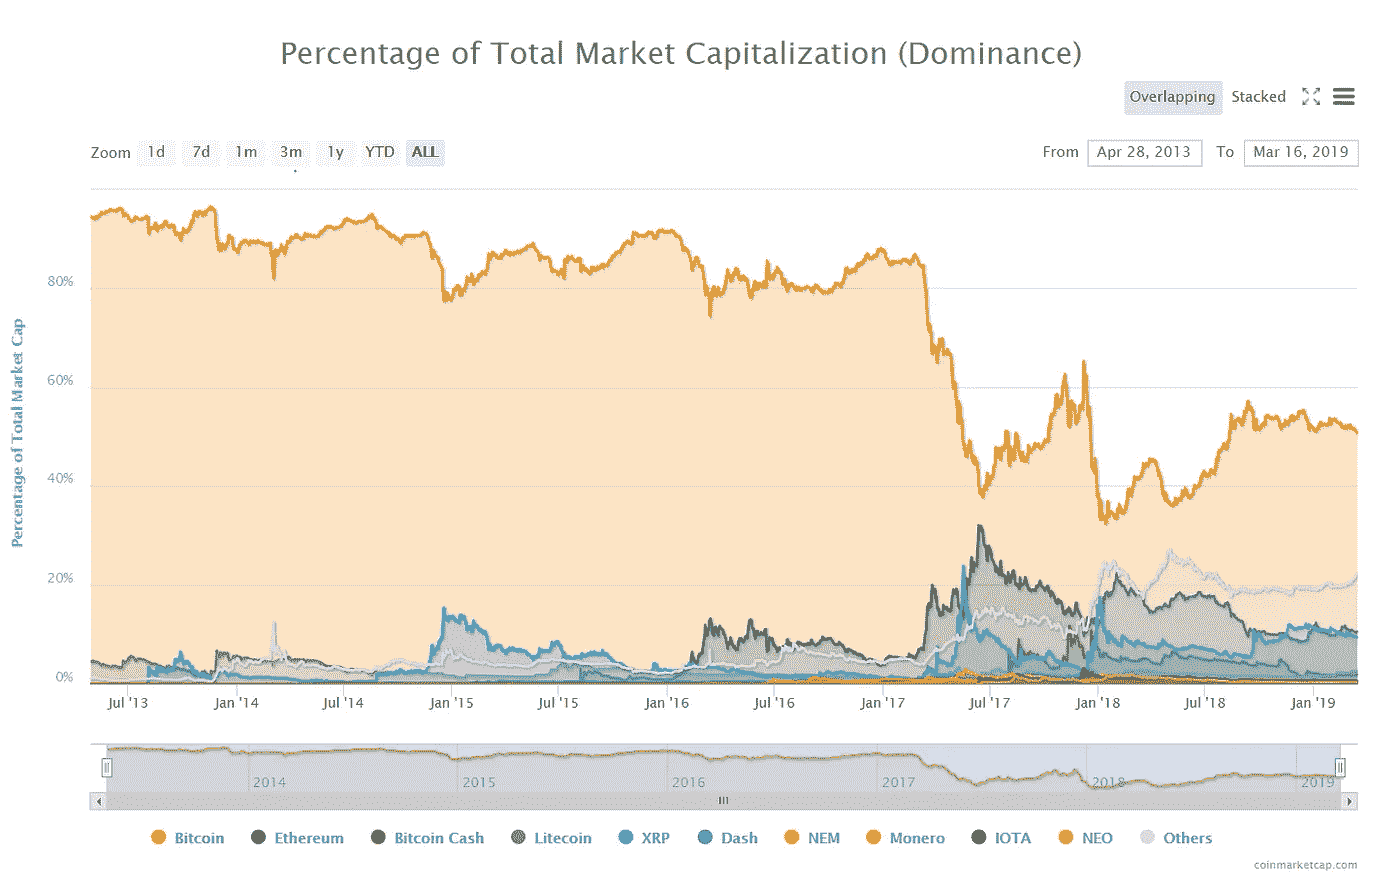 Percentage of Total Market Capitalization (Dominance)
Overlapping Stacked
Zoom 1d 7d 1m 3m 1y YTD ALL
From Apr 28, 2013 To Mar 16, 2019
Percentage of Total Market Cap
80%
60%
40%
20%
0%
Jul '13 Jan '14 Jul '14 Jan '15 Jul '15 Jan '16 Jul '16 Jan '17 Jul '17 Jan '18 Jul '18 Jan '19
2014 2015 2016 2017 2018 2019
Bitcoin Ethereum Bitcoin Cash Litecoin XRP Dash NEM Monero IOTA NEO Others
coinmarketcap.com